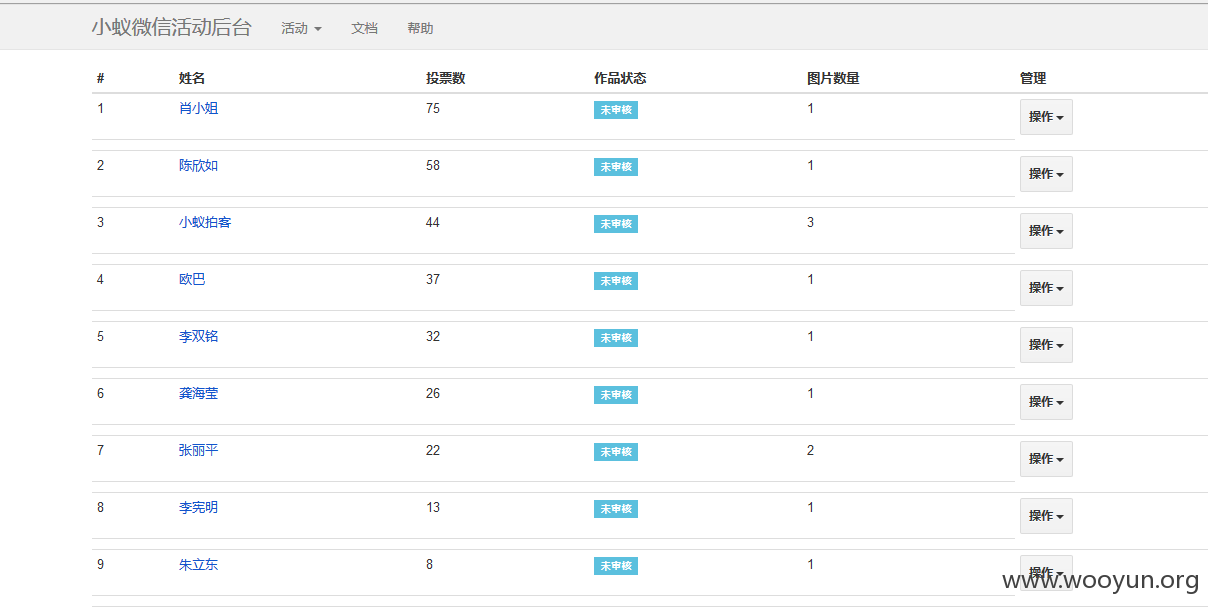 小蚁微信活动后台 活动 文档 帮助
# 姓名 投票数 作品状态 图片数量 管理
1 肖小姐 75 未审核 1 操作
2 陈欣如 58 未审核 1 操作
3 小蚁拍客 44 未审核 3 操作
4 欧巴 37 未审核 1 操作
5 李双铭 32 未审核 1 操作
6 龚海莹 26 未审核 1 操作
7 张丽平 22 未审核 2 操作
8 李宪明 13 未审核 1 操作
9 朱立东 8 未审核 1 操作
www.wooyun.org